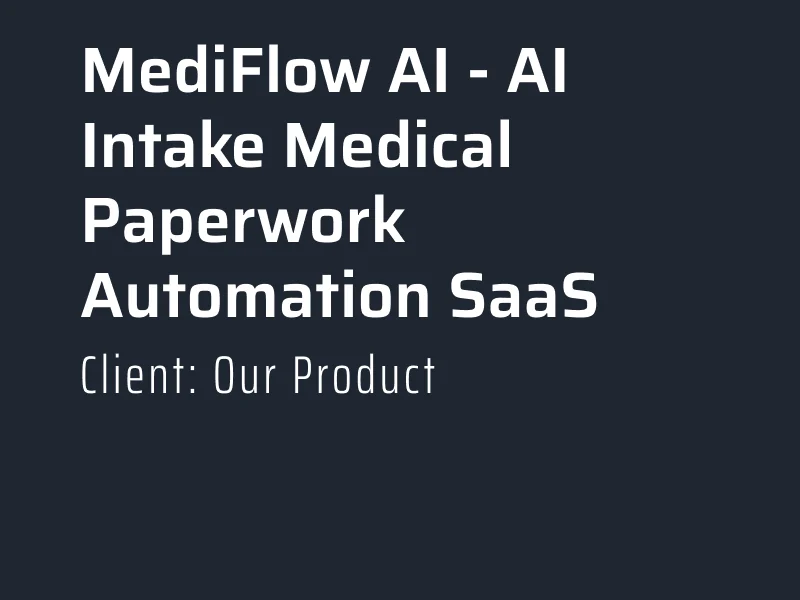 MediFlow AI - AI
Intake Medical
Paperwork
Automation SaaS
Client: Our Product